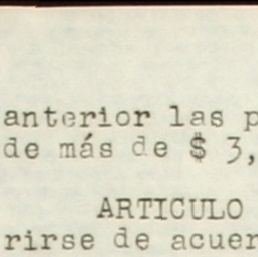 anterior las p
de más de $ 3,
ARTICULO
rirse de acuer